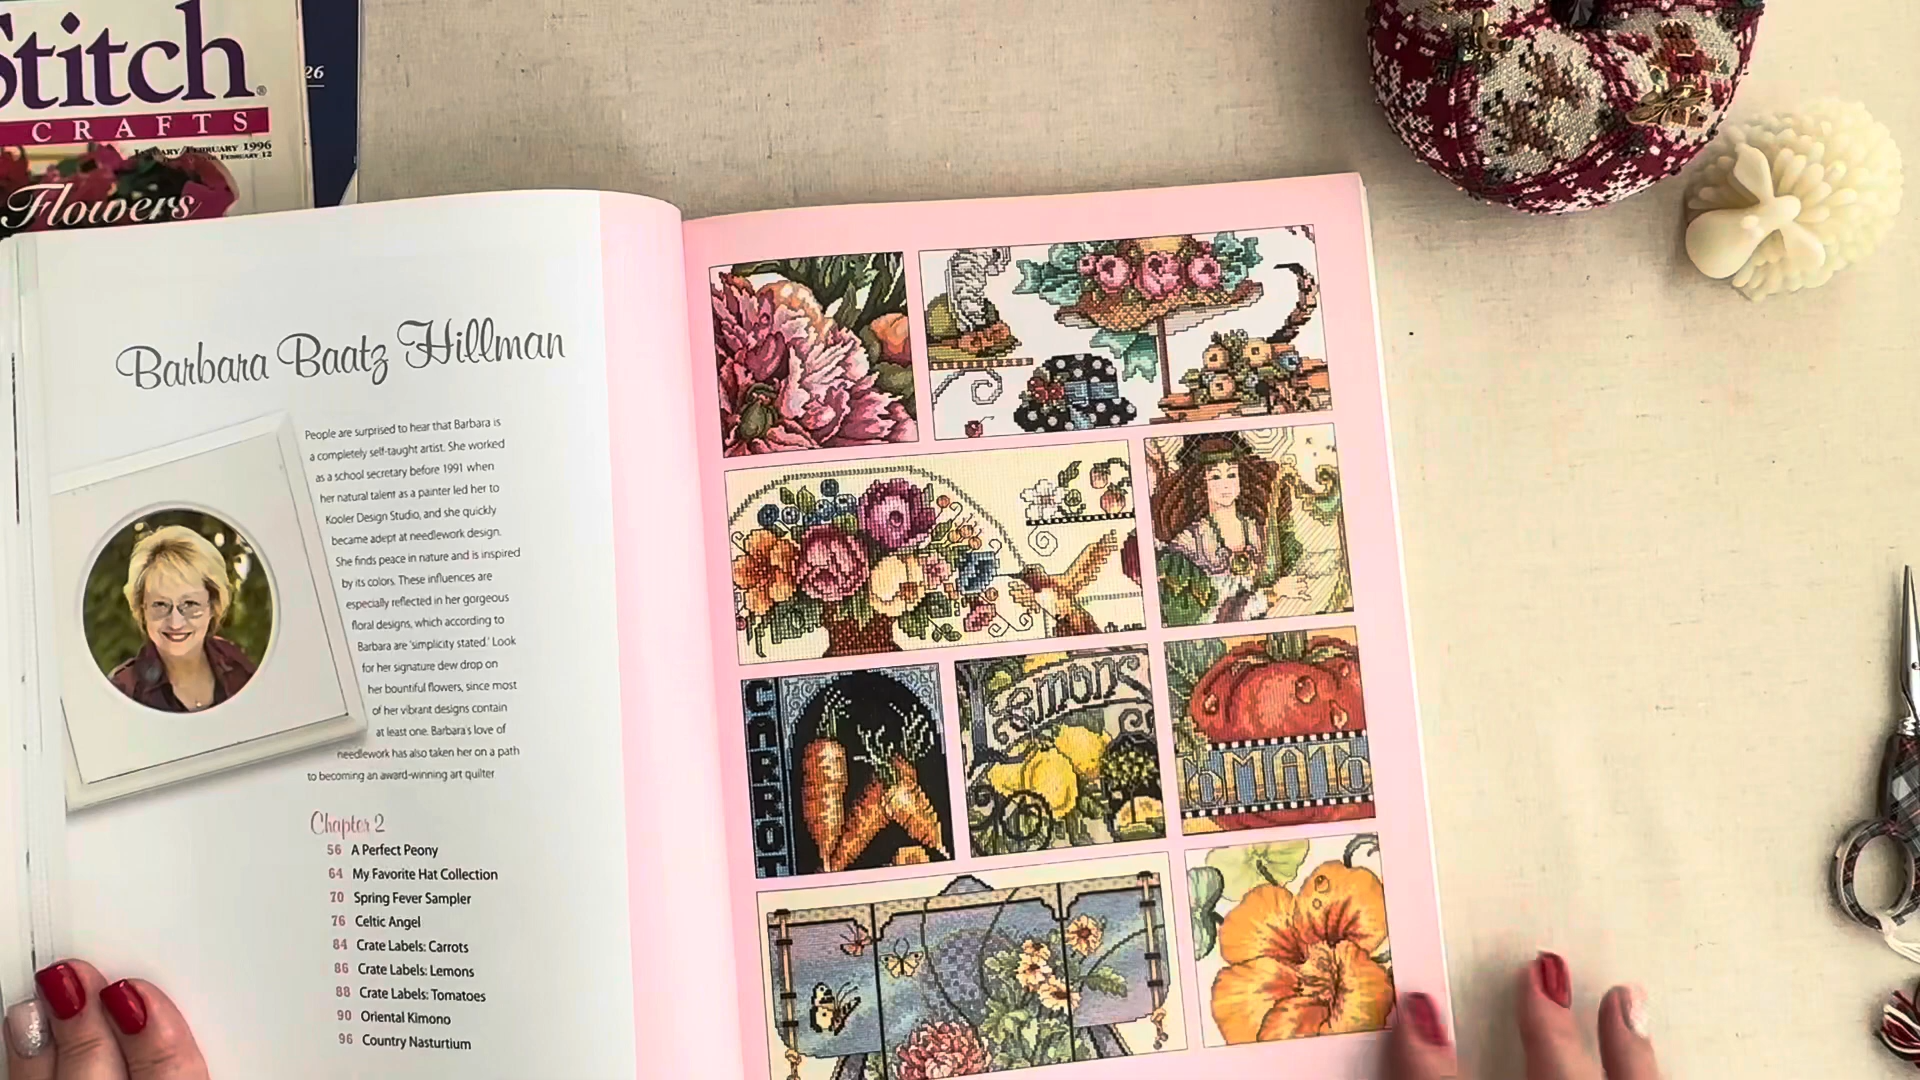 Stitch®
CRAFTS
JANUARY/FEBRUARY 1996
FEBRUARY 12
Flowers
26
Barbara Baatz Hillman
People are surprised to hear that Barbara is
a completely self-taught artist. She worked
as a school secretary before 1991 when
her natural talent as a painter led her to
Kooler Design Studio, and she quickly
became adept at needlework design.
She finds peace in nature and is inspired
by its colors. These influences are
especially reflected in her gorgeous
floral designs, which according to
Barbara are 'simplicity stated.' Look
for her signature dew drop on
her bountiful flowers, since most
of her vibrant designs contain
at least one. Barbara's love of
needlework has also taken her on a path
to becoming an award-winning art quilter
Chapter 2
56 A Perfect Peony
64 My Favorite Hat Collection
70 Spring Fever Sampler
76 Celtic Angel
84 Crate Labels: Carrots
86 Crate Labels: Lemons
88 Crate Labels: Tomatoes
90 Oriental Kimono
96 Country Nasturtium
CARROT
Lemons
TOMATO